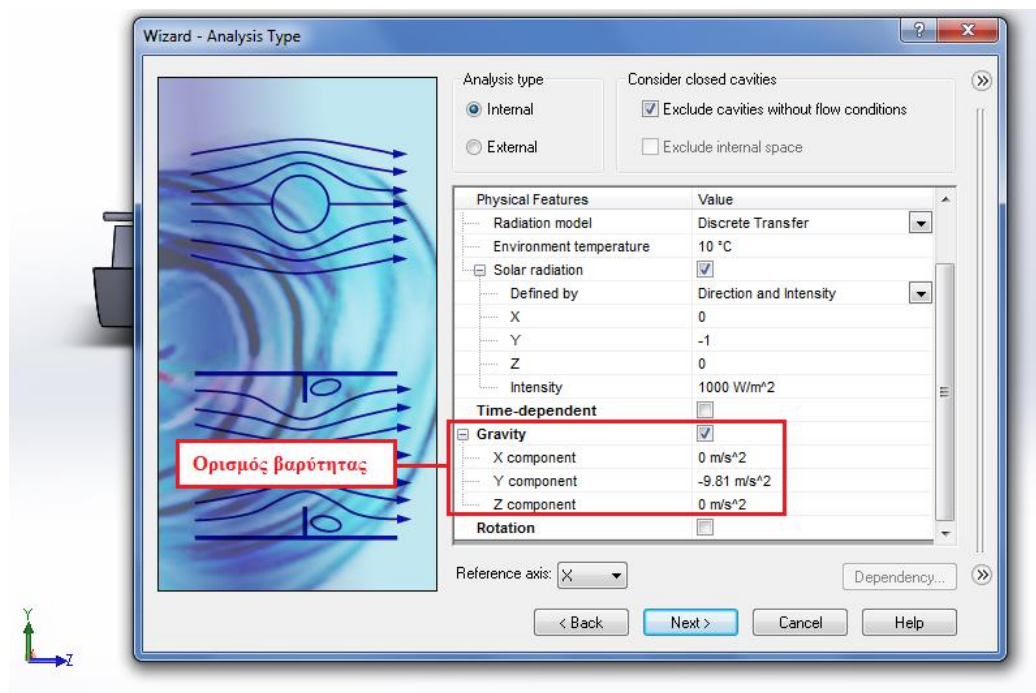 Wizard - Analysis Type
Analysis type
Consider closed cavities
Internal
Exclude cavities without flow conditions
External
Exclude internal space
Physical Features Value
Radiation model Discrete Transfer
Environment temperature 10 °C
Solar radiation
Defined by Direction and Intensity
X 0
Y -1
Z 0
Intensity 1000 W/m^2
Time-dependent
Gravity
X component 0 m/s^2
Y component -9.81 m/s^2
Z component 0 m/s^2
Rotation
Ορισμός βαρύτητας
Reference axis: X
Dependency...
< Back Next > Cancel Help
Y
Z